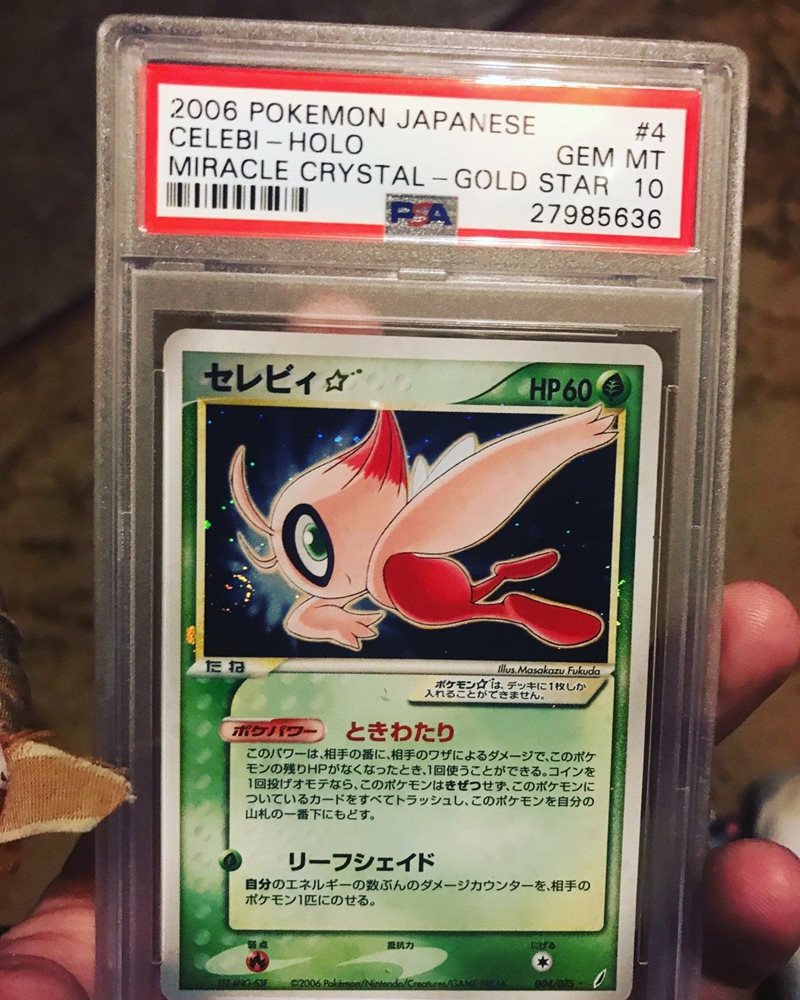 2006 POKEMON JAPANESE #4
CELEBI - HOLO GEM MT
MIRACLE CRYSTAL - GOLD STAR 10
PSA 27985636
セレビィ☆ HP60
たね
Illus. Masakazu Fukuda
ポケモン☆は、デッキに1枚しか
入れることができません。
ポケパワー ときわたり
このパワーは、相手の番に、相手のワザによるダメージで、このポケ
モンの残りHPがなくなったとき、1回使うことができる。コインを
1回投げオモテなら、このポケモンはきぜつせず、このポケモンに
ついているカードをすべてトラッシュし、このポケモンを自分の
山札の一番下にもどす。
リーフシェイド
自分のエネルギーの数ぶんのダメージカウンターを、相手の
ポケモン1匹にのせる。
弱点 抵抗力 にげる
©2006 Pokémon/Nintendo/Creatures/GAME FREAK 004/075